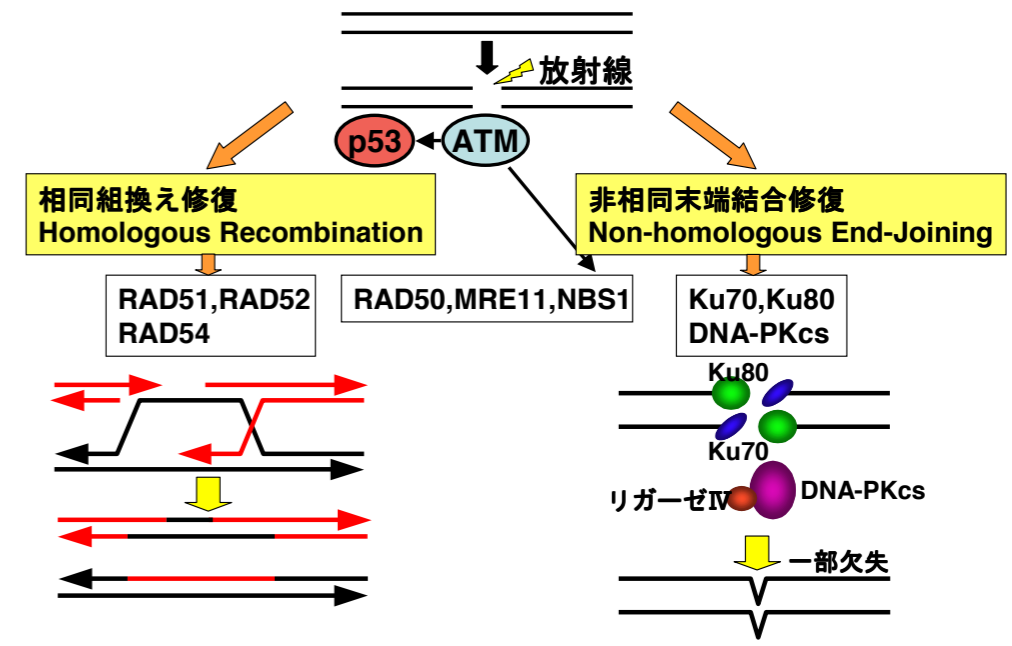 放射線
p53
ATM
相同組換え修復
Homologous Recombination
非相同末端結合修復
Non-homologous End-Joining
RAD51,RAD52
RAD54
RAD50,MRE11,NBS1
Ku70,Ku80
DNA-PKcs
Ku80
Ku70
リガーゼⅣ
DNA-PKcs
一部欠失